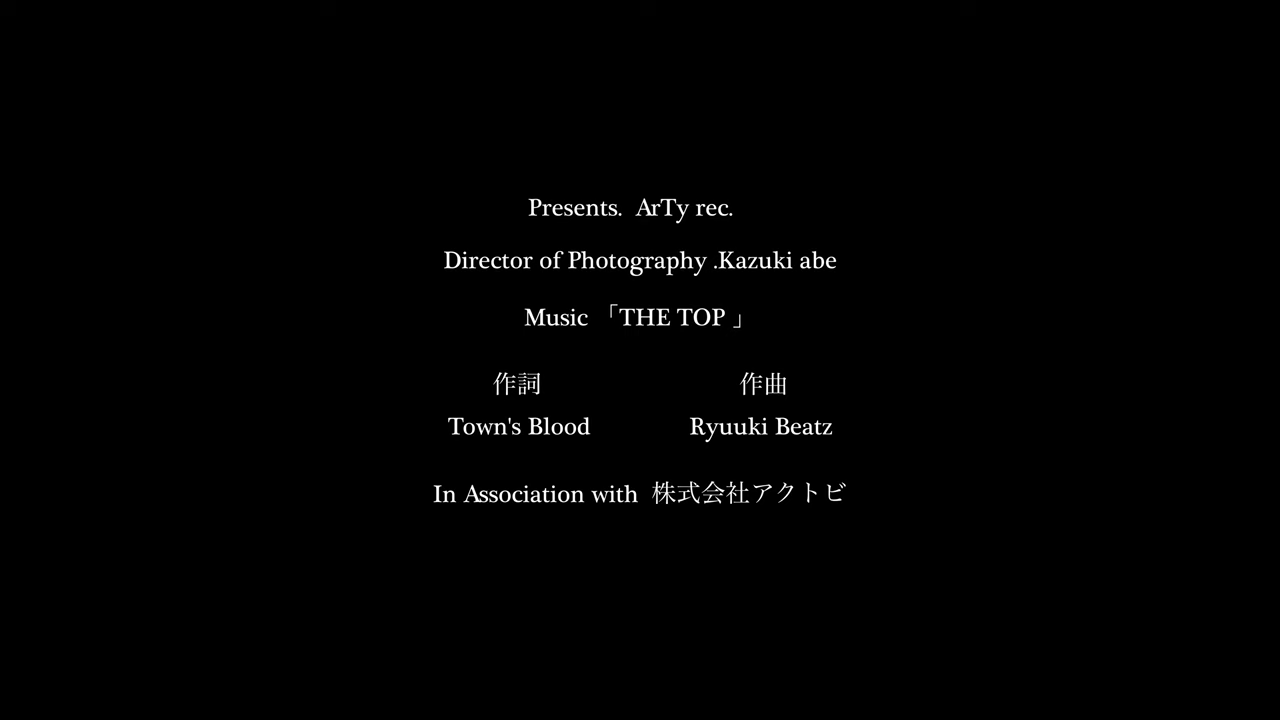 Presents.  ArTy rec.
Director of Photography .Kazuki abe
Music 「THE TOP 」
作詞 作曲
Town's Blood Ryuuki Beatz
In Association with 株式会社アクトビ